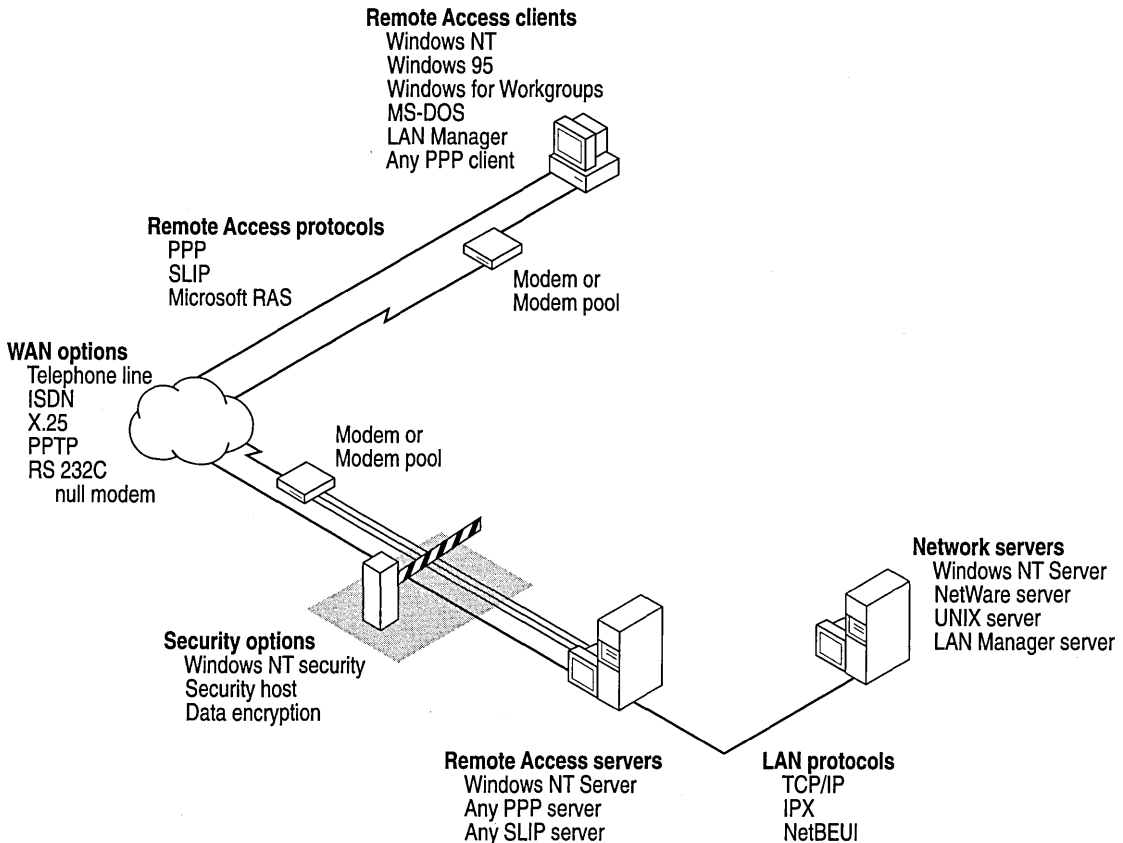 Remote Access clients
Windows NT
Windows 95
Windows for Workgroups
MS-DOS
LAN Manager
Any PPP client
Remote Access protocols
PPP
SLIP
Microsoft RAS
Modem or
Modem pool
WAN options
Telephone line
ISDN
X.25
PPTP
RS 232C
null modem
Modem or
Modem pool
Network servers
Windows NT Server
NetWare server
UNIX server
LAN Manager server
Security options
Windows NT security
Security host
Data encryption
Remote Access servers
Windows NT Server
Any PPP server
Any SLIP server
LAN protocols
TCP/IP
IPX
NetBEUI